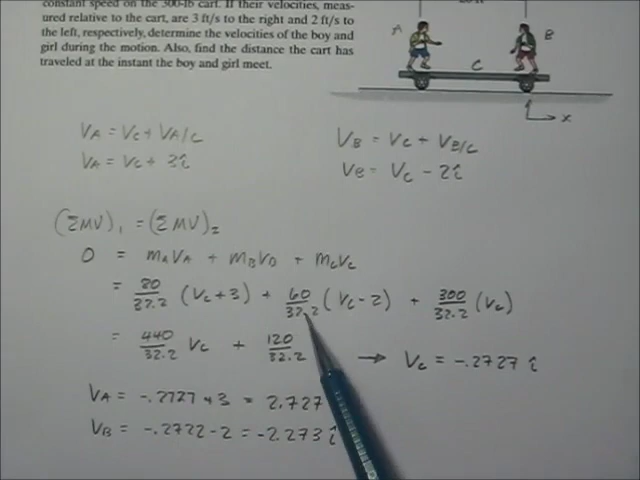 constant speed on the 300-lb cart. If their velocities, meas-
ured relative to the cart, are 3 ft/s to the right and 2 ft/s to
the left, respectively, determine the velocities of the boy and
girl during the motion. Also, find the distance the cart has
traveled at the instant the boy and girl meet.
A B
C
x
VA = VC + VA/C VB = VC + VB/C
VA = VC + 3î VB = VC - 2î
(ΣMV)1 = (ΣMV)2
0 = MAVA + MBVB + MCVC
= 80/32.2 (VC+3) + 60/32.2 (VC-2) + 300/32.2 (VC)
= 440/32.2 VC + 120/32.2 → VC = -.2727 î
VA = -.2727 + 3 = 2.727
VB = -.2722 - 2 = -2.273 î